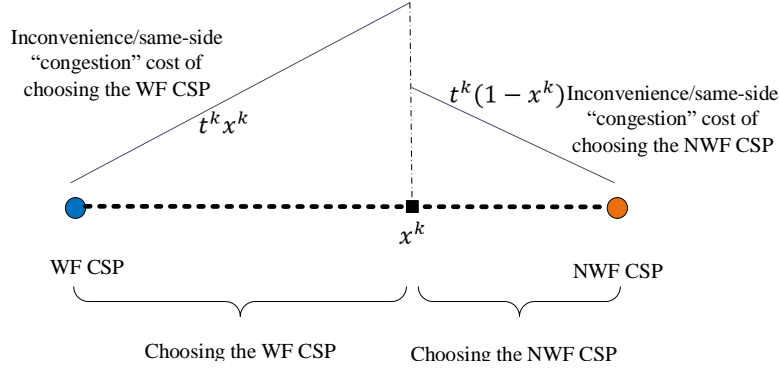 Inconvenience/same-side
“congestion” cost of
choosing the WF CSP
t^k x^k
t^k(1 − x^k)
Inconvenience/same-side
“congestion” cost of
choosing the NWF CSP
x^k
WF CSP
NWF CSP
Choosing the WF CSP
Choosing the NWF CSP